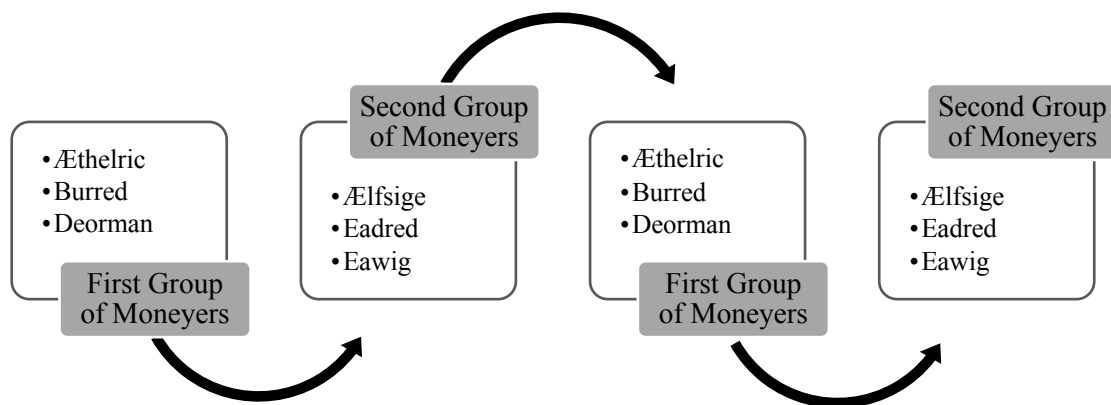 • Æthelric
• Burred
• Deorman
First Group
of Moneyers
Second Group
of Moneyers
• Ælfsige
• Eadred
• Eawig
• Æthelric
• Burred
• Deorman
First Group
of Moneyers
Second Group
of Moneyers
• Ælfsige
• Eadred
• Eawig